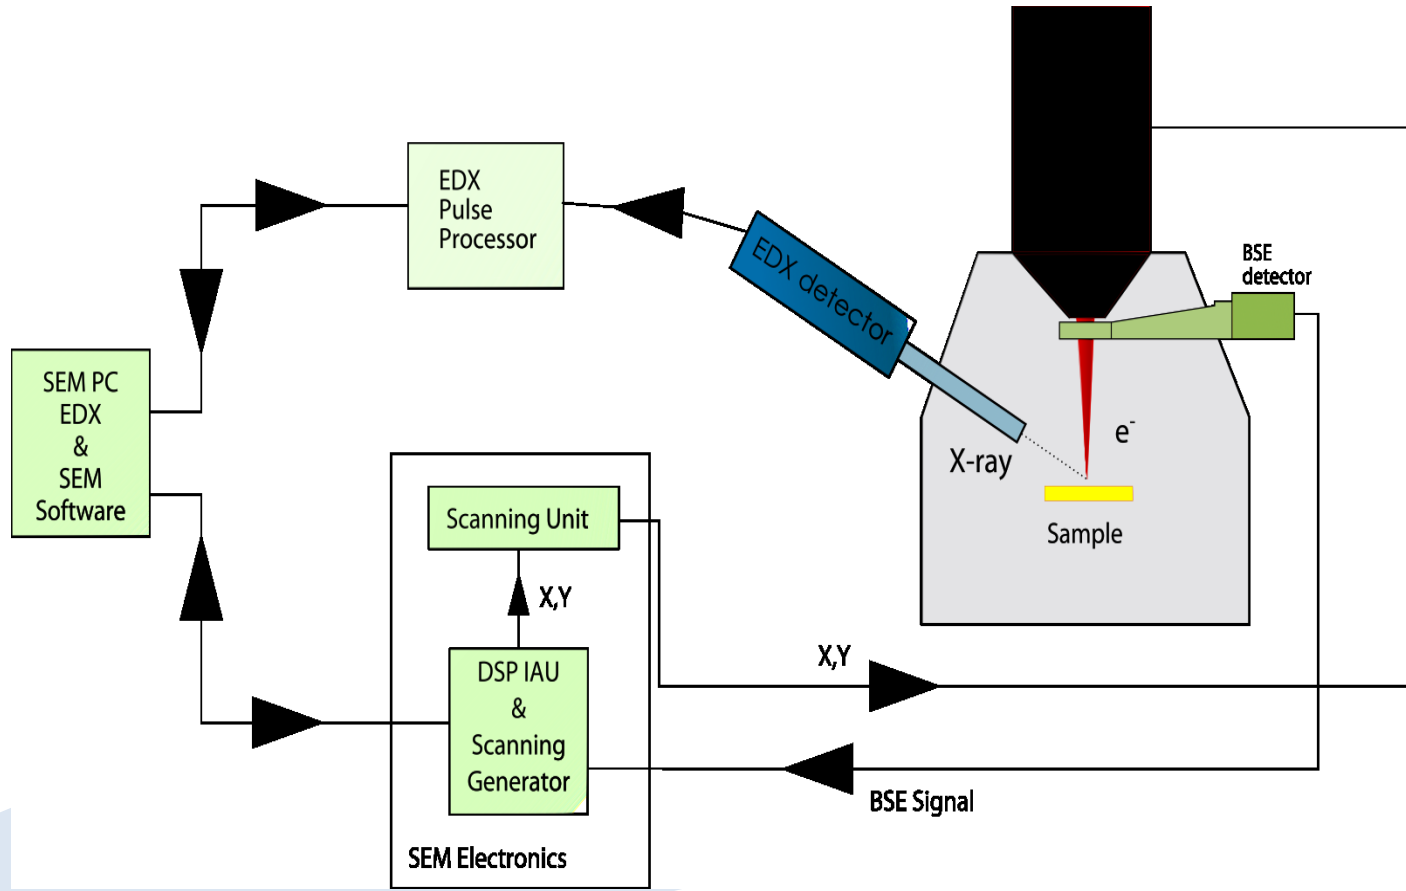 EDX
Pulse
Processor
EDX detector
BSE
detector
SEM PC
EDX
&
SEM
Software
X-ray
e-
Sample
Scanning Unit
X,Y
DSP IAU
&
Scanning
Generator
SEM Electronics
X,Y
BSE Signal